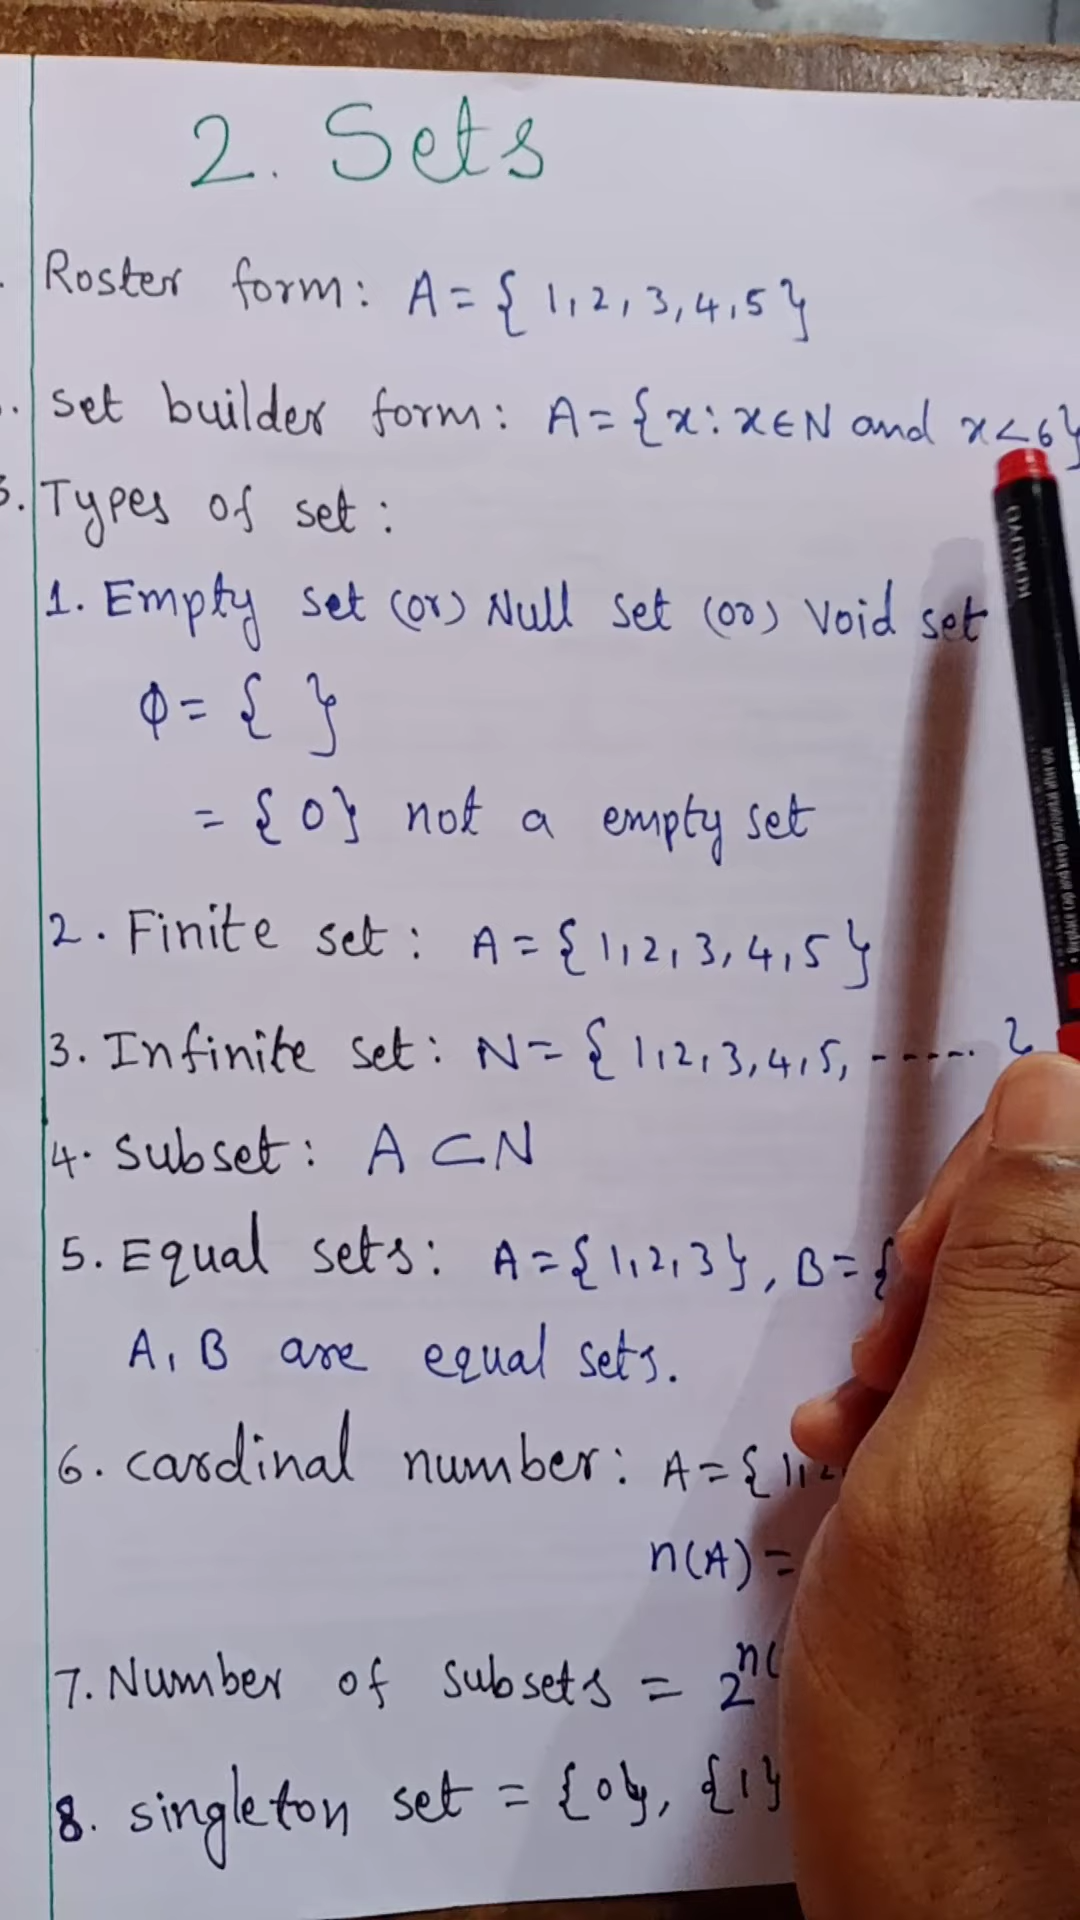 2. Sets
Roster form: A = { 1, 2, 3, 4, 5 }
. set builder form: A = {x: x∈N and x<6}
3. Types of set:
1. Empty set (or) Null set (or) Void set
φ = { }
= {0} not a empty set
2. Finite set: A = {1, 2, 3, 4, 5}
3. Infinite set: N = { 1, 2, 3, 4, 5, ------ }
4. Subset: A ⊂ N
5. Equal sets: A = {1, 2, 3}, B = {
A, B are equal sets.
6. cardinal number: A = {1, 2
n(A) =
7. Number of subsets = 2^n(
8. singleton set = {0}, {1}